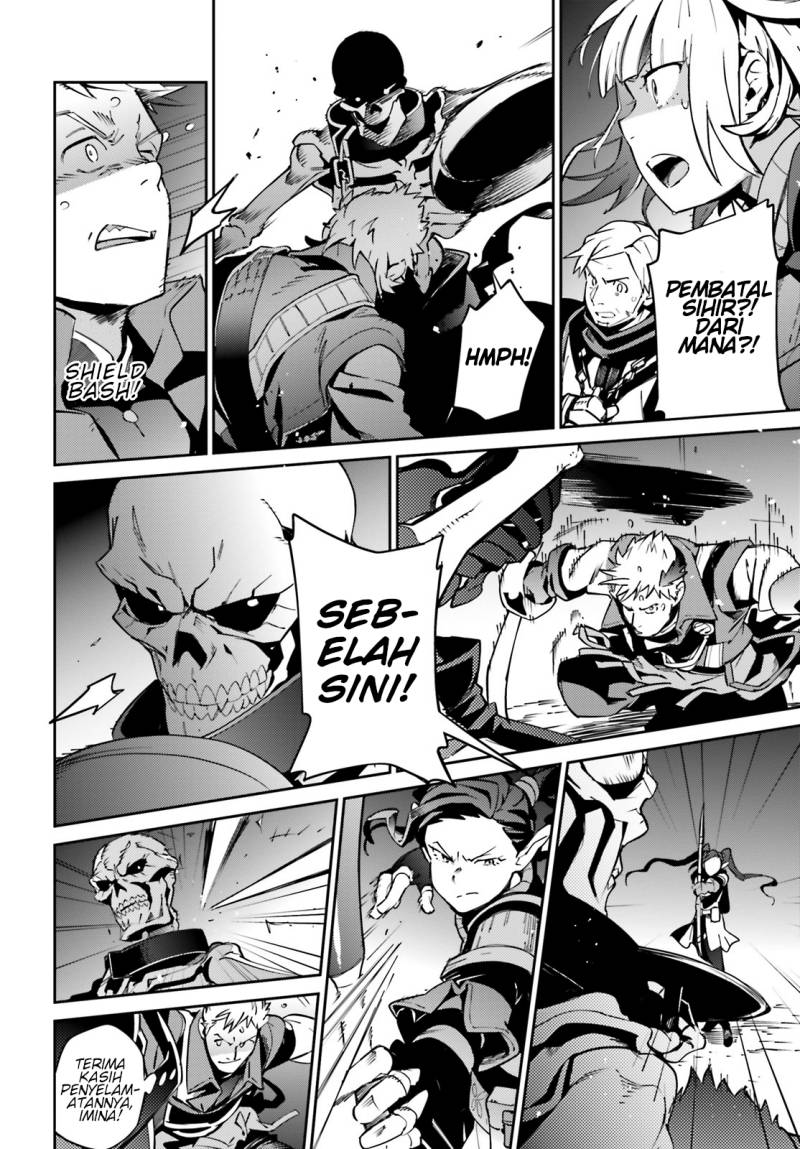 PEMBATAL
SIHIR?!
DARI
MANA?!
HMPH!
SHIELD
BASH!
SEB-
ELAH
SINI!
TERIMA
KASIH
PENYELAM-
ATANNYA,
IMINA!